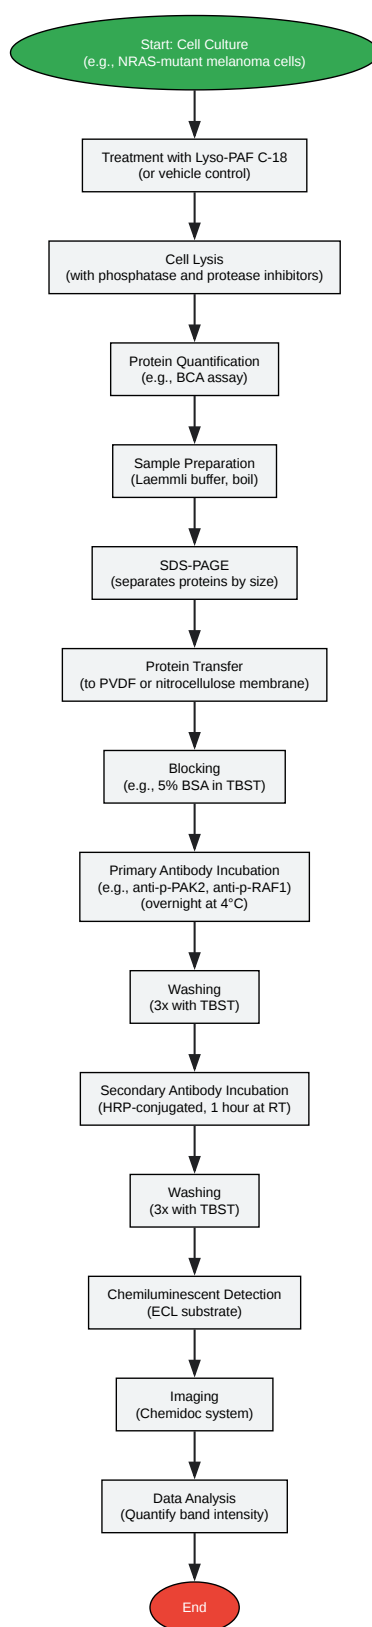 Start: Cell Culture
(e.g., NRAS-mutant melanoma cells)
Treatment with Lyso-PAF C-18
(or vehicle control)
Cell Lysis
(with phosphatase and protease inhibitors)
Protein Quantification
(e.g., BCA assay)
Sample Preparation
(Laemmli buffer, boil)
SDS-PAGE
(separates proteins by size)
Protein Transfer
(to PVDF or nitrocellulose membrane)
Blocking
(e.g., 5% BSA in TBST)
Primary Antibody Incubation
(e.g., anti-p-PAK2, anti-p-RAF1)
(overnight at 4°C)
Washing
(3x with TBST)
Secondary Antibody Incubation
(HRP-conjugated, 1 hour at RT)
Washing
(3x with TBST)
Chemiluminescent Detection
(ECL substrate)
Imaging
(Chemidoc system)
Data Analysis
(Quantify band intensity)
End